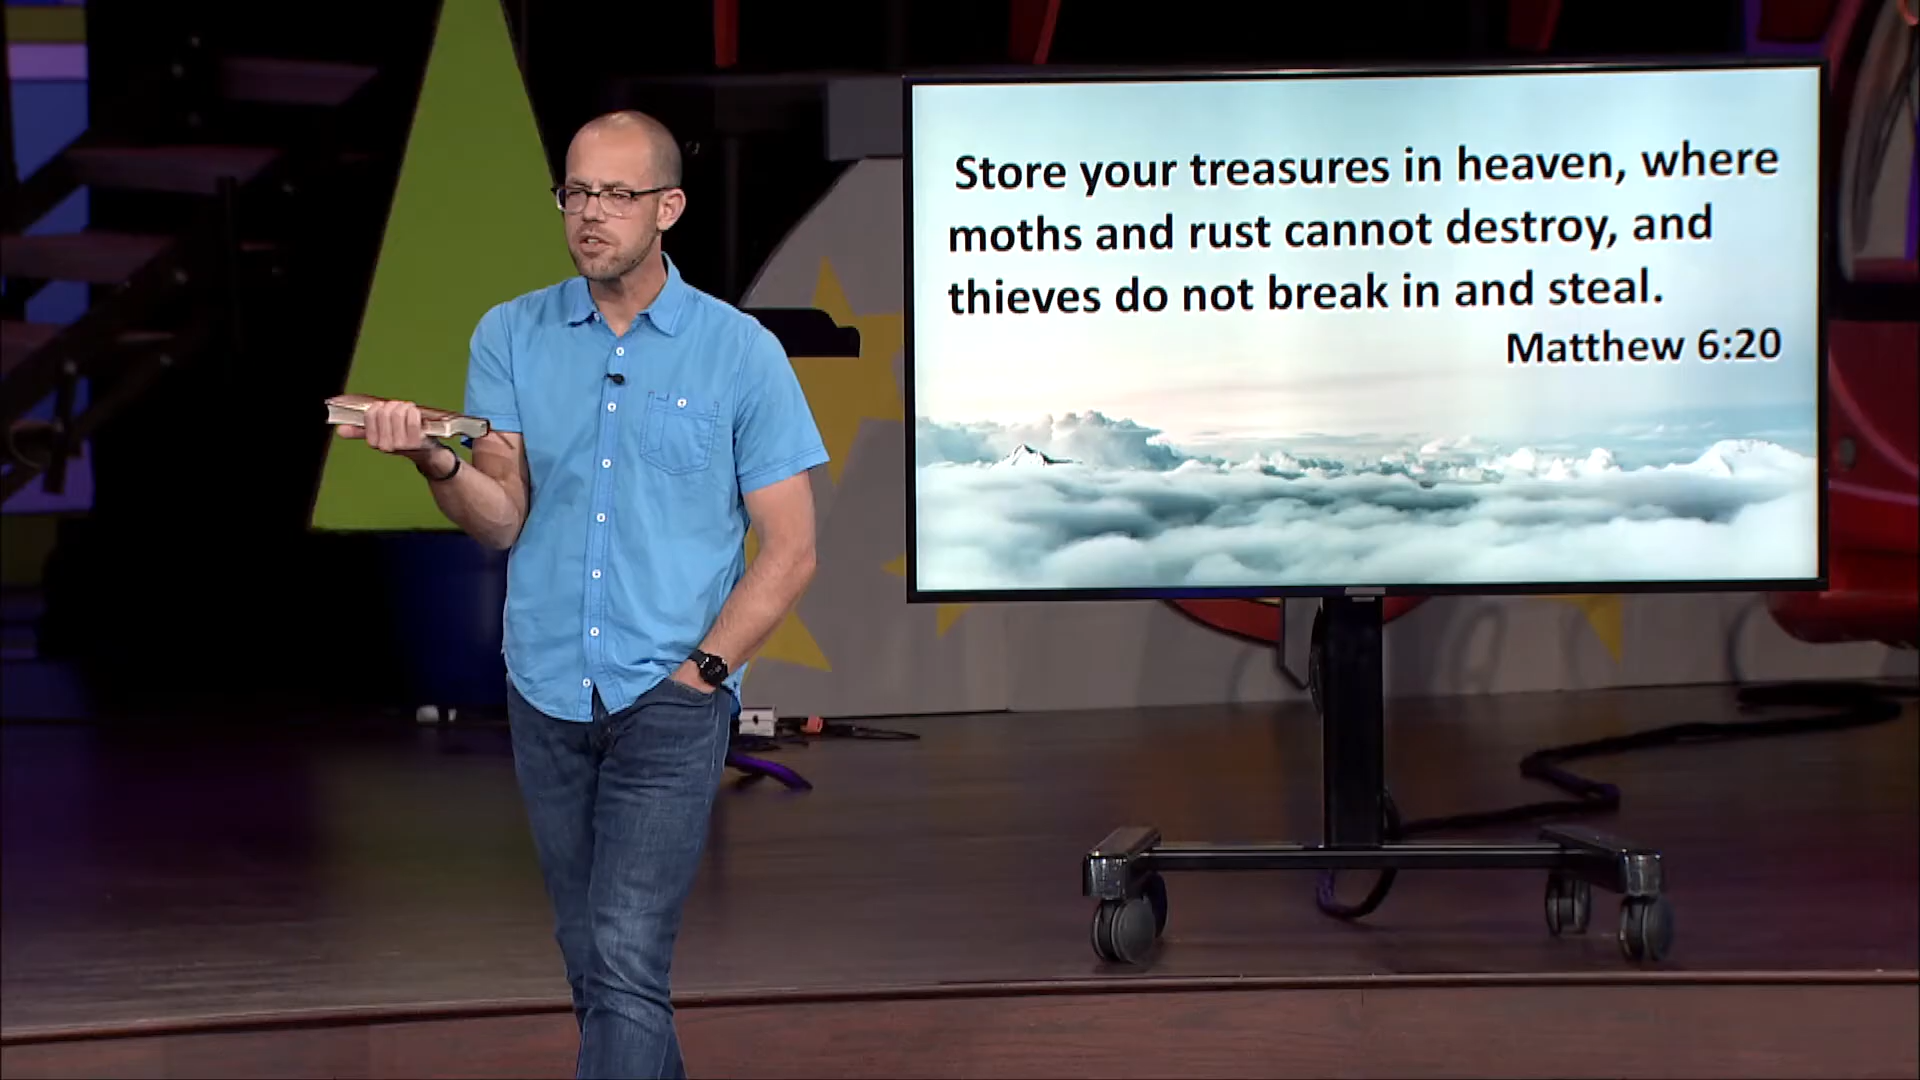 Store your treasures in heaven, where
moths and rust cannot destroy, and
thieves do not break in and steal.
Matthew 6:20